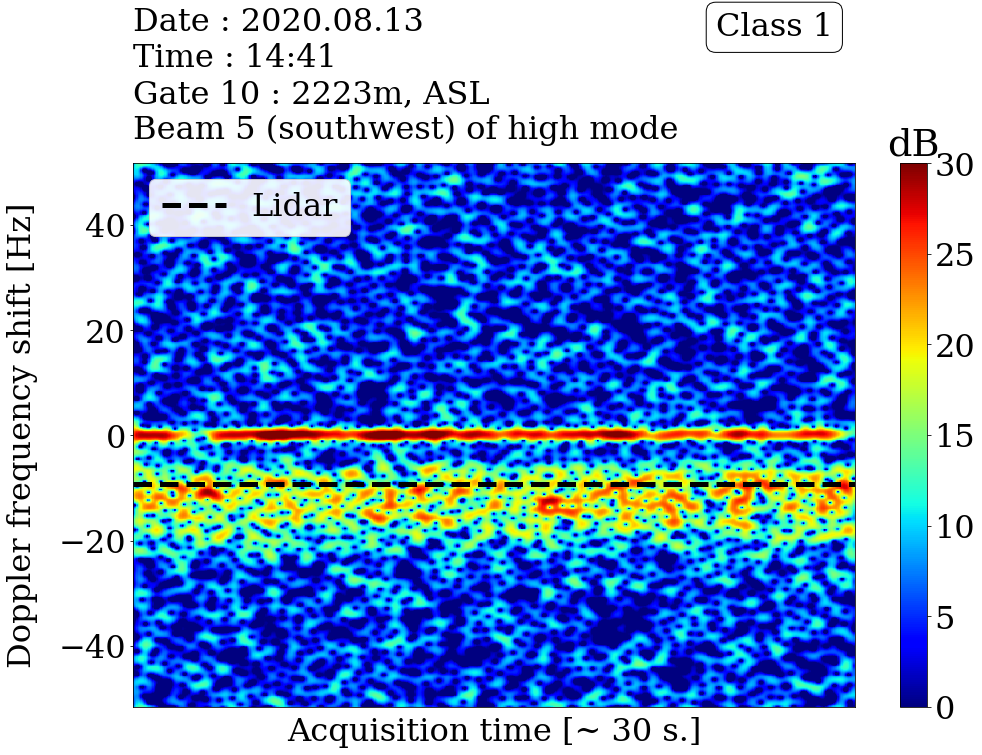 Date : 2020.08.13
Time : 14:41
Gate 10 : 2223m, ASL
Beam 5 (southwest) of high mode
Class 1
dB
Lidar
Doppler frequency shift [Hz]
40
20
0
−20
−40
30
25
20
15
10
5
0
Acquisition time [~ 30 s.]